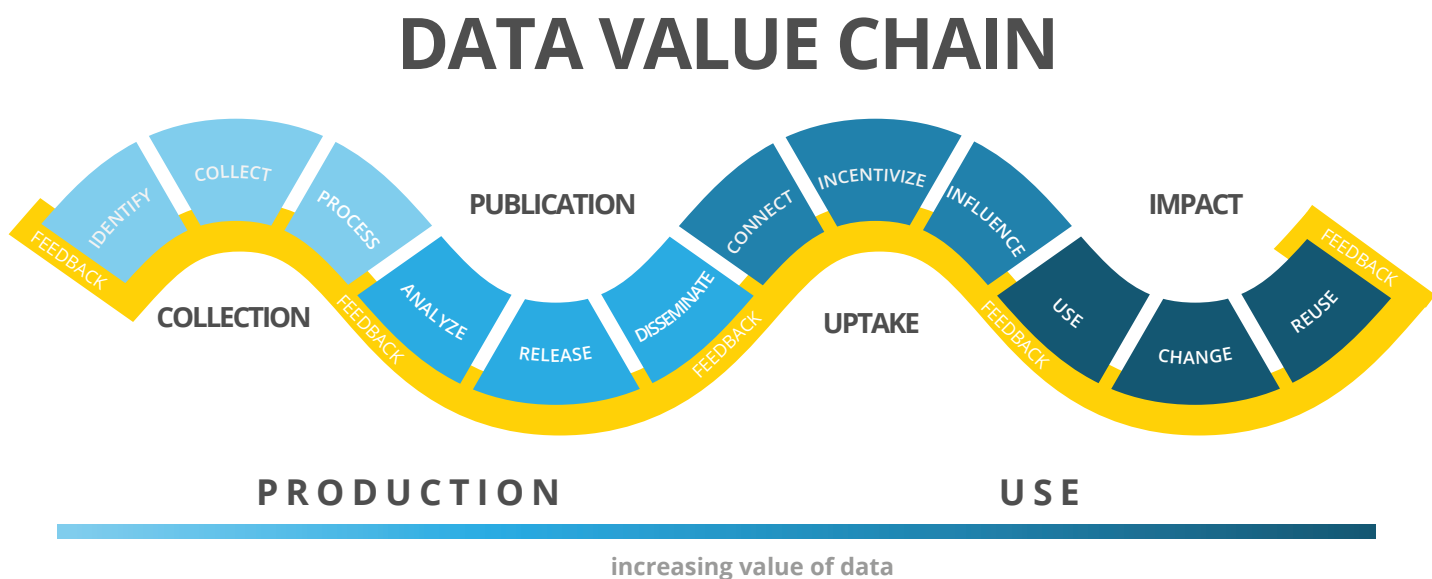 DATA VALUE CHAIN
IDENTIFY
COLLECT
PROCESS
ANALYZE
RELEASE
DISSEMINATE
CONNECT
INCENTIVIZE
INFLUENCE
USE
CHANGE
REUSE
FEEDBACK
FEEDBACK
FEEDBACK
FEEDBACK
FEEDBACK
COLLECTION
PUBLICATION
UPTAKE
IMPACT
PRODUCTION
USE
increasing value of data